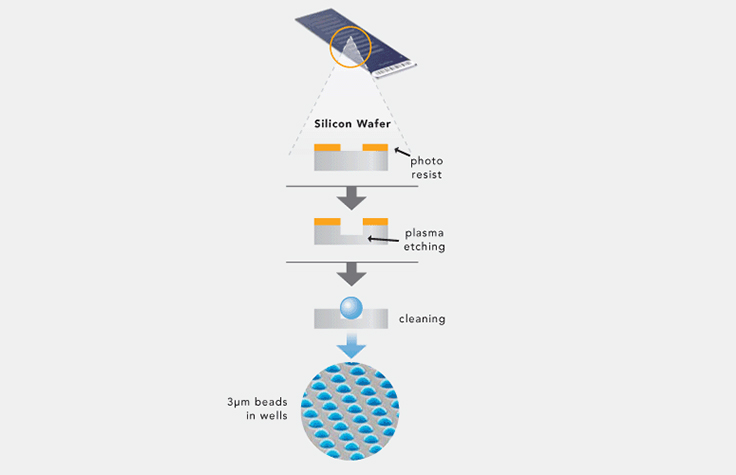 Silicon Wafer
photo
resist
plasma
etching
cleaning
3µm beads
in wells